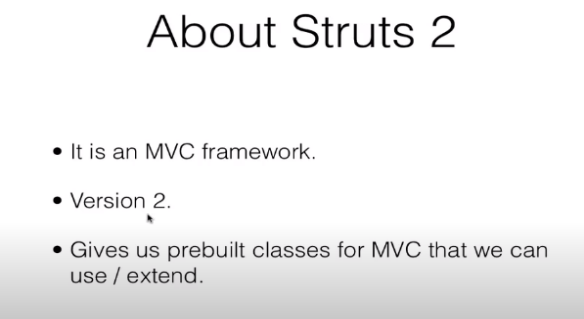 About Struts 2
• It is an MVC framework.
• Version 2.
• Gives us prebuilt classes for MVC that we can
use / extend.